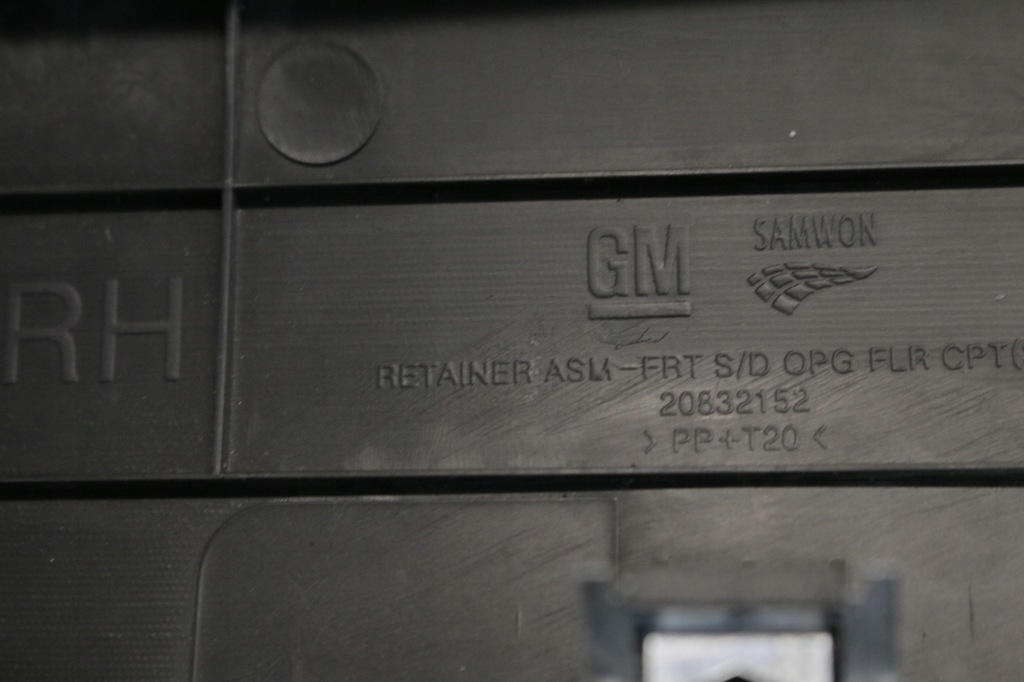 GM
SAMWON
RH
RETAINER ASM-FRT S/D OPG FLR CPT(
20832152
> PP+T20 <